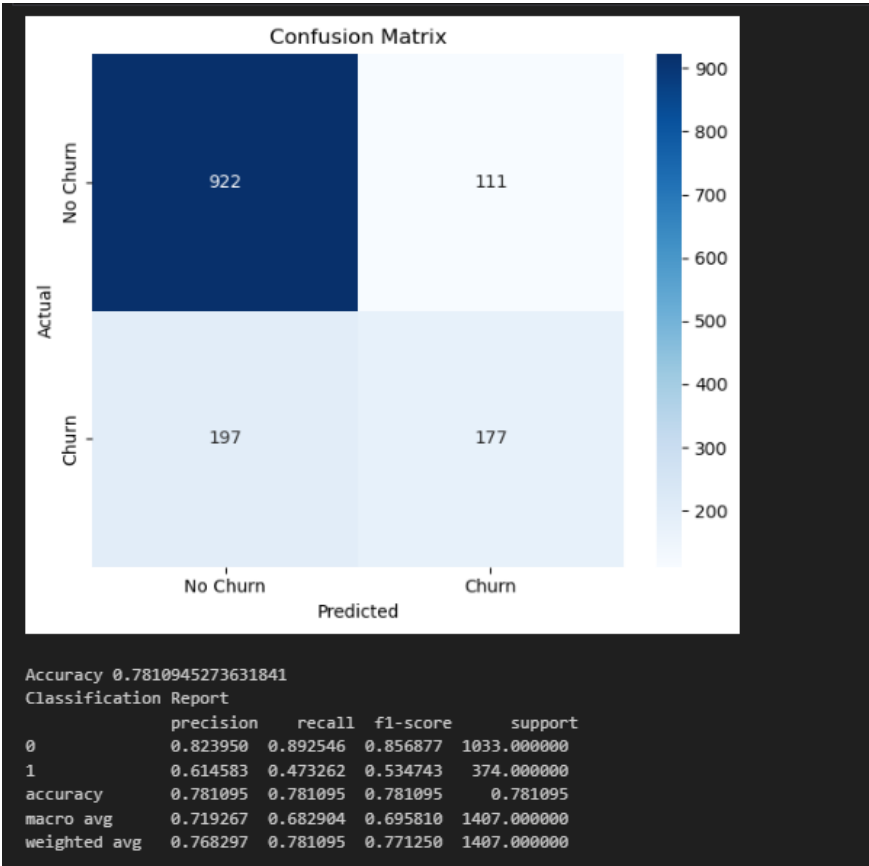 Confusion Matrix
900
800
700
600
500
400
300
200
No Churn
Churn
Actual
922
111
197
177
No Churn
Churn
Predicted
Accuracy 0.7810945273631841
Classification Report
precision recall f1-score support
0 0.823950 0.892546 0.856877 1033.000000
1 0.614583 0.473262 0.534743 374.000000
accuracy 0.781095 0.781095 0.781095 0.781095
macro avg 0.719267 0.682904 0.695810 1407.000000
weighted avg 0.768297 0.781095 0.771250 1407.000000